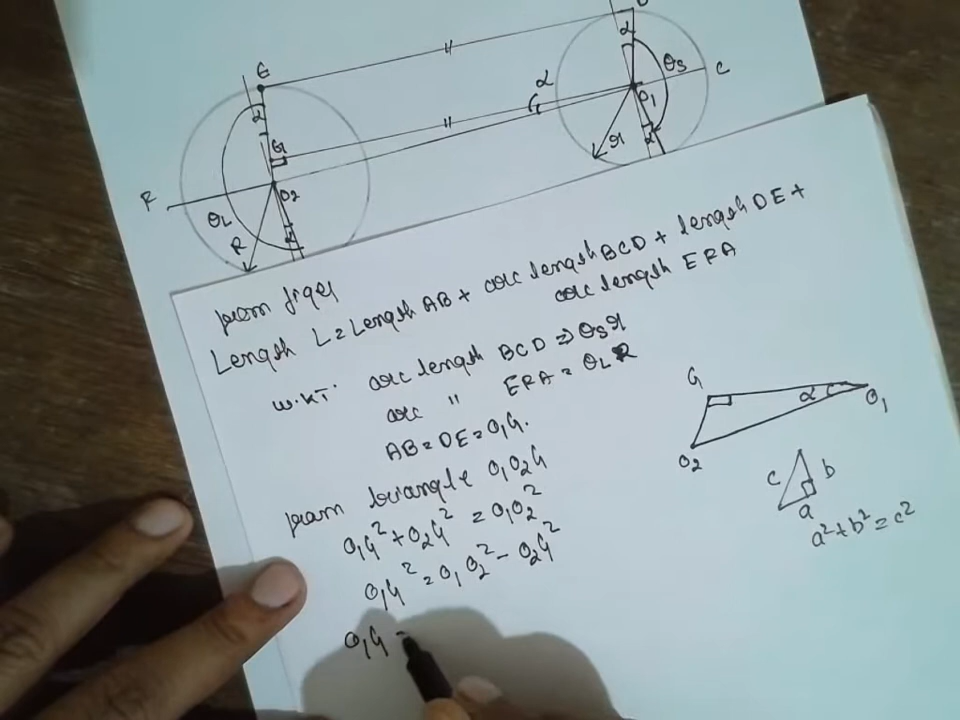 E
α
G
O2
θL
R
R
α
O1
θs
C
r
from figer
Length L = Length AB + arc length BCD + length DE +
arc length ERA
W.K.T. arc length BCD ⇒ θs r
arc " ERA = θL R
AB = DE = O1G.
from triangle O1O2G
O1G² + O2G² = O1O2²
O1G² = O1O2² - O2G²
O1G =
G
α
O1
O2
c
b
a
a² + b² = c²